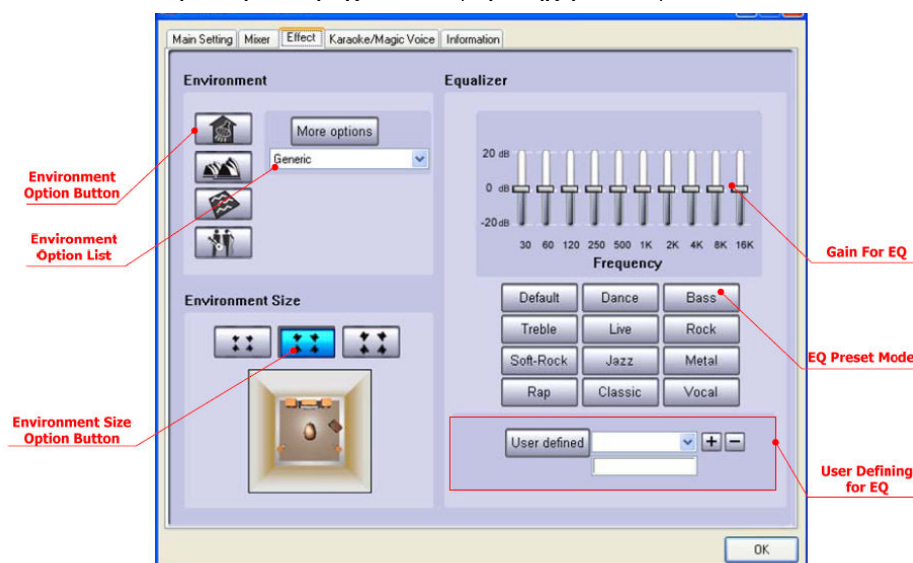 Main Setting Mixer Effect Karaoke/Magic Voice Information
Environment
More options
Generic
Environment
Option Button
Environment
Option List
Environment Size
Environment Size
Option Button
Equalizer
20 dB
0 dB
-20 dB
30 60 120 250 500 1K 2K 4K 8K 16K
Frequency
Gain For EQ
Default Dance Bass
Treble Live Rock
Soft-Rock Jazz Metal
Rap Classic Vocal
EQ Preset Mode
User defined
+ −
User Defining
for EQ
OK